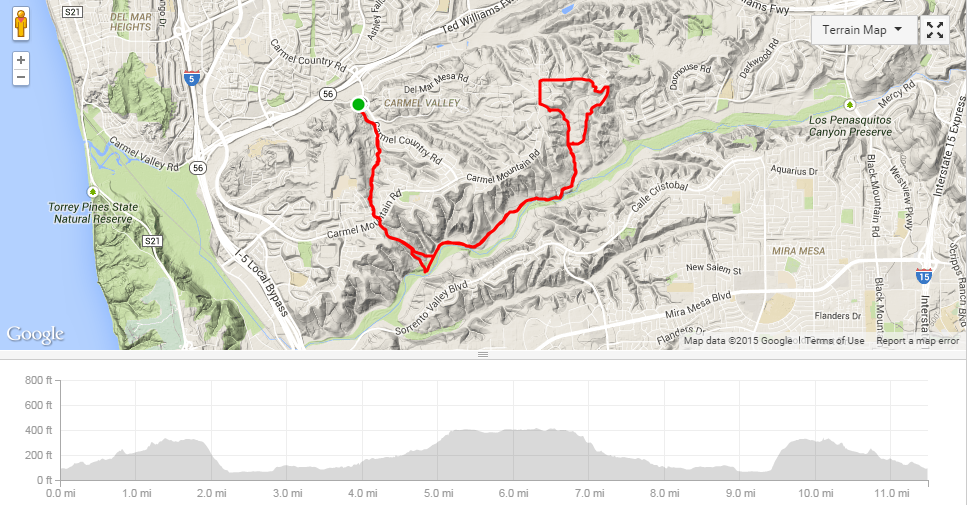 S21
DEL MAR
HEIGHTS
Ted Williams Fwy
Terrain Map
Carmel Country Rd
5
56
Del Mar Mesa Rd
Dormouse Rd
Darkwood Rd
Mercy Rd
CARMEL VALLEY
Los Penasquitos
Canyon Preserve
Interstate 15 Express
Carmel Valley Rd
56
Carmel Country Rd
Carmel Mountain Rd
Aquarius Dr
Black Mountain Rd
Westview Pkwy
Calle Cristobal
Torrey Pines State
Natural Reserve
S21
Carmel Mountain Rd
I-5 Local Bypass
MIRA MESA
New Salem St
15
Sorrento Valley Blvd
Mira Mesa Blvd
Flanders Dr
Flanders Dr
Google
Map data ©2015 Google
Terms of Use
Report a map error
800 ft
600 ft
400 ft
200 ft
0 ft
0.0 mi
1.0 mi
2.0 mi
3.0 mi
4.0 mi
5.0 mi
6.0 mi
7.0 mi
8.0 mi
9.0 mi
10.0 mi
11.0 mi